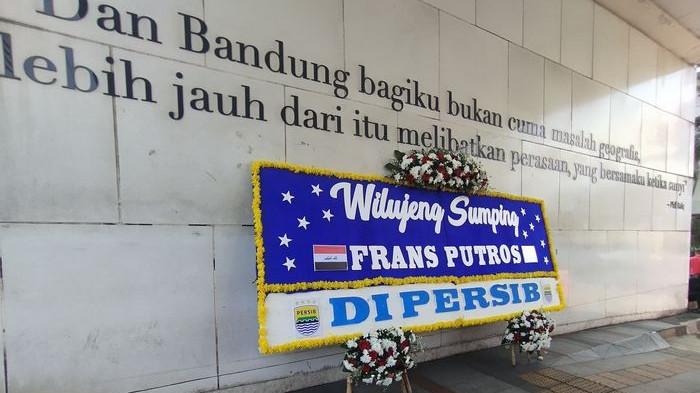 Dan Bandung bagiku bukan cuma masalah geografis,
lebih jauh dari itu melibatkan perasaan, yang bersamaku ketika sunyi"
Wilujeng Sumping
FRANS PUTROS
DI PERSIB
PERSIB